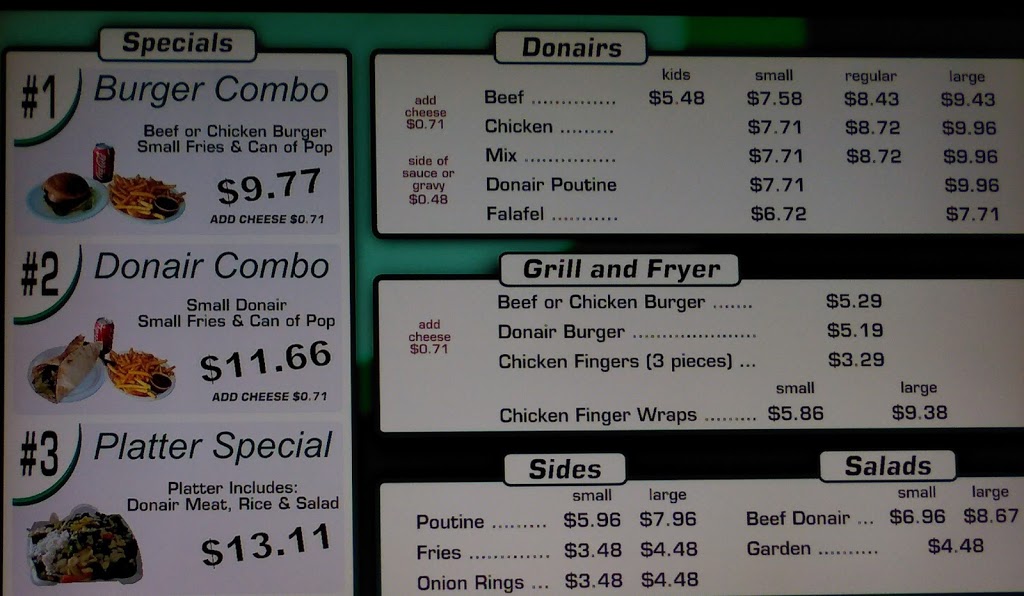 Specials
#1 Burger Combo
Beef or Chicken Burger
Small Fries & Can of Pop
$9.77
ADD CHEESE $0.71
#2 Donair Combo
Small Donair
Small Fries & Can of Pop
$11.66
ADD CHEESE $0.71
#3 Platter Special
Platter Includes:
Donair Meat, Rice & Salad
$13.11
Donairs
kids small regular large
add
cheese
$0.71
side of
sauce or
gravy
$0.48
Beef .............. $5.48 $7.58 $8.43 $9.43
Chicken ......... $7.71 $8.72 $9.96
Mix ............... $7.71 $8.72 $9.96
Donair Poutine $7.71 $9.96
Falafel ........... $6.72 $7.71
Grill and Fryer
add
cheese
$0.71
Beef or Chicken Burger ....... $5.29
Donair Burger ..................... $5.19
Chicken Fingers (3 pieces) ... $3.29
small large
Chicken Finger Wraps ......... $5.86 $9.38
Sides
small large
Poutine ......... $5.96 $7.96
Fries ............. $3.48 $4.48
Onion Rings ... $3.48 $4.48
Salads
small large
Beef Donair ... $6.96 $8.67
Garden .......... $4.48